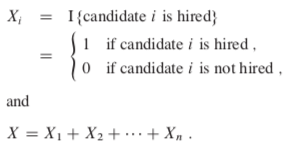 X_i = I {candidate i is hired}
= { 1 if candidate i is hired ,
0 if candidate i is not hired ,
and
X = X_1 + X_2 + ··· + X_n .